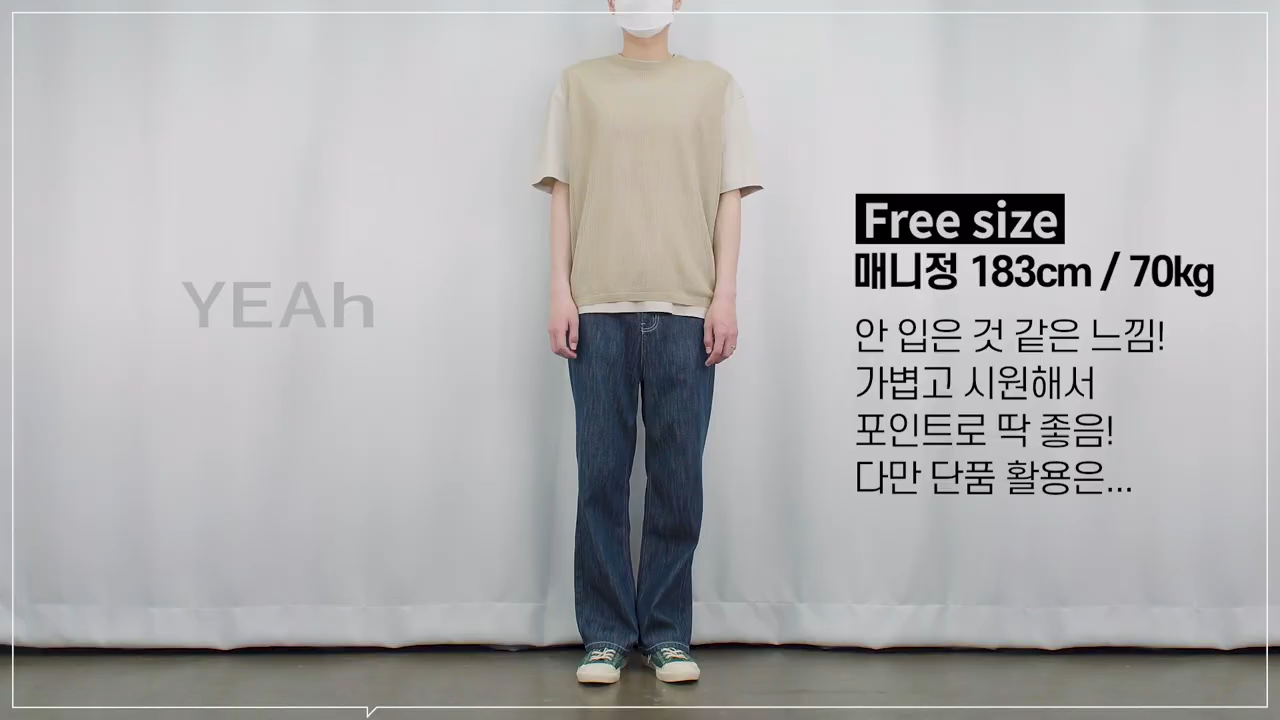 YEAh
Free size
매니정 183cm / 70kg
안 입은 것 같은 느낌!
가볍고 시원해서
포인트로 딱 좋음!
다만 단품 활용은...